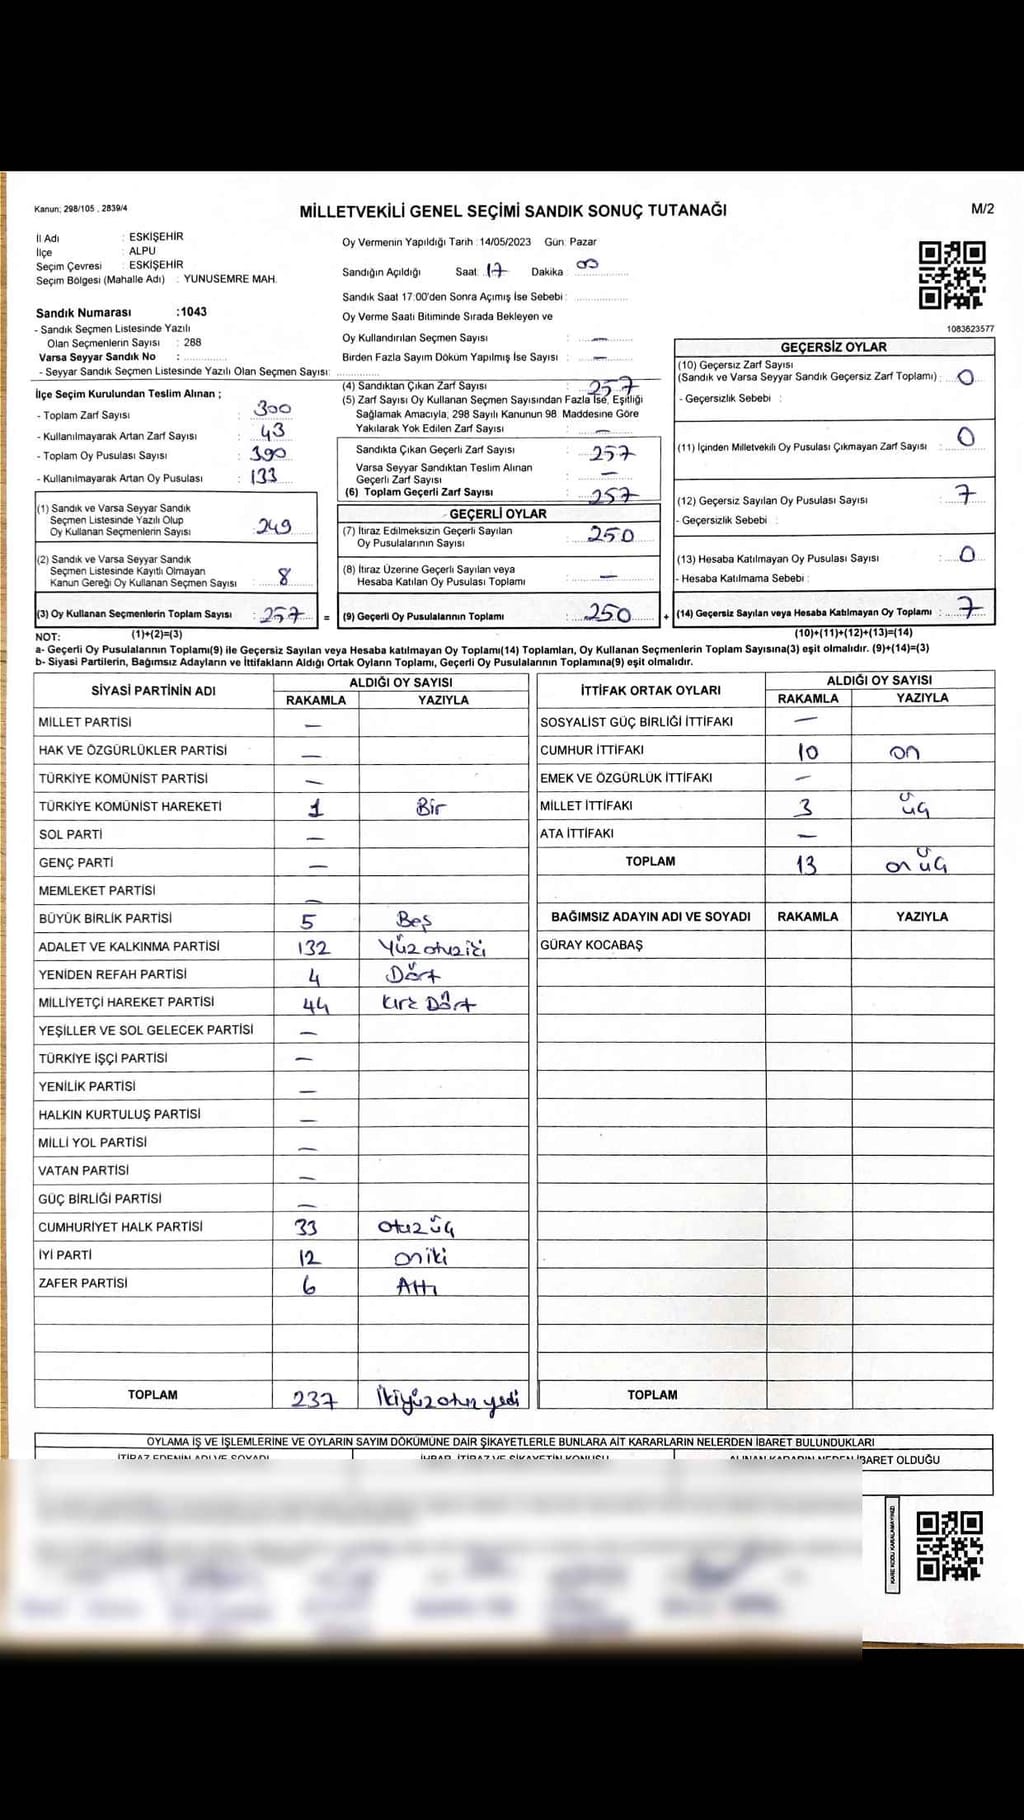 Kanun; 298/105 , 2839/4
MİLLETVEKİLİ GENEL SEÇİMİ SANDIK SONUÇ TUTANAĞI
M/2
İl Adı : ESKİŞEHİR
İlçe : ALPU
Seçim Çevresi : ESKİŞEHİR
Seçim Bölgesi (Mahalle Adı) : YUNUSEMRE MAH.
Oy Vermenin Yapıldığı Tarih :14/05/2023 Gün: Pazar
Sandığın Açıldığı Saat 17 Dakika 00
Sandık Saat 17:00'den Sonra Açımış İse Sebebi :
Oy Verme Saati Bitiminde Sırada Bekleyen ve
Oy Kullandırılan Seçmen Sayısı : —
Birden Fazla Sayım Döküm Yapılmış İse Sayısı : —
1083623577
Sandık Numarası :1043
- Sandık Seçmen Listesinde Yazılı
Olan Seçmenlerin Sayısı : 288
Varsa Seyyar Sandık No :
- Seyyar Sandık Seçmen Listesinde Yazılı Olan Seçmen Sayısı:
İlçe Seçim Kurulundan Teslim Alınan ;
- Toplam Zarf Sayısı : 300
- Kullanılmayarak Artan Zarf Sayısı : 43
- Toplam Oy Pusulası Sayısı : 390
- Kullanılmayarak Artan Oy Pusulası : 133
(1) Sandık ve Varsa Seyyar Sandık
Seçmen Listesinde Yazılı Olup
Oy Kullanan Seçmenlerin Sayısı : 249
(2) Sandık ve Varsa Seyyar Sandık
Seçmen Listesinde Kayıtlı Olmayan
Kanun Gereği Oy Kullanan Seçmen Sayısı : 8
(3) Oy Kullanan Seçmenlerin Toplam Sayısı : 257 =
(4) Sandıktan Çıkan Zarf Sayısı : 257
(5) Zarf Sayısı Oy Kullanan Seçmen Sayısından Fazla İse, Eşitliği
Sağlamak Amacıyla, 298 Sayılı Kanunun 98 Maddesine Göre
Yakılarak Yok Edilen Zarf Sayısı : —
Sandıkta Çıkan Geçerli Zarf Sayısı : 257
Varsa Seyyar Sandıktan Teslim Alınan
Geçerli Zarf Sayısı : —
(6) Toplam Geçerli Zarf Sayısı : 257
GEÇERLİ OYLAR
(7) İtiraz Edilmeksizin Geçerli Sayılan
Oy Pusulalarının Sayısı : 250
(8) İtiraz Üzerine Geçerli Sayılan veya
Hesaba Katılan Oy Pusulası Toplamı : —
(9) Geçerli Oy Pusulalarının Toplamı : 250 +
GEÇERSİZ OYLAR
(10) Geçersiz Zarf Sayısı
(Sandık ve Varsa Seyyar Sandık Geçersiz Zarf Toplamı) : 0
- Geçersizlik Sebebi :
(11) İçinden Milletvekili Oy Pusulası Çıkmayan Zarf Sayısı : 0
(12) Geçersiz Sayılan Oy Pusulası Sayısı : 7
- Geçersizlik Sebebi :
(13) Hesaba Katılmayan Oy Pusulası Sayısı : 0
- Hesaba Katılmama Sebebi :
(14) Geçersiz Sayılan veya Hesaba Katılmayan Oy Toplamı : 7
NOT: (1)+(2)=(3) (10)+(11)+(12)+(13)=(14)
a- Geçerli Oy Pusulalarının Toplamı(9) ile Geçersiz Sayılan veya Hesaba katılmayan Oy Toplamı(14) Toplamları, Oy Kullanan Seçmenlerin Toplam Sayısına(3) eşit olmalıdır. (9)+(14)=(3)
b- Siyasi Partilerin, Bağımsız Adayların ve İttifakların Aldığı Ortak Oyların Toplamı, Geçerli Oy Pusulalarının Toplamına(9) eşit olmalıdır.
SİYASİ PARTİNİN ADI ALDIĞI OY SAYISI
RAKAMLA YAZIYLA
MİLLET PARTİSİ —
HAK VE ÖZGÜRLÜKLER PARTİSİ —
TÜRKİYE KOMÜNİST PARTİSİ —
TÜRKİYE KOMÜNİST HAREKETİ 1 Bir
SOL PARTİ —
GENÇ PARTİ —
MEMLEKET PARTİSİ —
BÜYÜK BİRLİK PARTİSİ 5 Beş
ADALET VE KALKINMA PARTİSİ 132 Yüzotuziki
YENİDEN REFAH PARTİSİ 4 Dört
MİLLİYETÇİ HAREKET PARTİSİ 44 Kırk Dört
YEŞİLLER VE SOL GELECEK PARTİSİ —
TÜRKİYE İŞÇİ PARTİSİ —
YENİLİK PARTİSİ —
HALKIN KURTULUŞ PARTİSİ —
MİLLİ YOL PARTİSİ —
VATAN PARTİSİ —
GÜÇ BİRLİĞİ PARTİSİ —
CUMHURİYET HALK PARTİSİ 33 otuz üç
İYİ PARTİ 12 oniki
ZAFER PARTİSİ 6 Altı
TOPLAM 237 İkiyüzotuz yedi
İTTİFAK ORTAK OYLARI ALDIĞI OY SAYISI
RAKAMLA YAZIYLA
SOSYALİST GÜÇ BİRLİĞİ İTTİFAKI —
CUMHUR İTTİFAKI 10 on
EMEK VE ÖZGÜRLÜK İTTİFAKI —
MİLLET İTTİFAKI 3 üç
ATA İTTİFAKI —
TOPLAM 13 on üç
BAĞIMSIZ ADAYIN ADI VE SOYADI RAKAMLA YAZIYLA
GÜRAY KOCABAŞ
TOPLAM
OYLAMA İŞ VE İŞLEMLERİNE VE OYLARIN SAYIM DÖKÜMÜNE DAİR ŞİKAYETLERLE BUNLARA AİT KARARLARIN NELERDEN İBARET BULUNDUKLARI
İTİRAZ EDENİN ADI VE SOYADI İHBAR, İTİRAZ VE ŞİKAYETİN KONUSU ALINAN KARARIN NEDEN İBARET OLDUĞU
KARE KODU KARALAMAYINIZ!